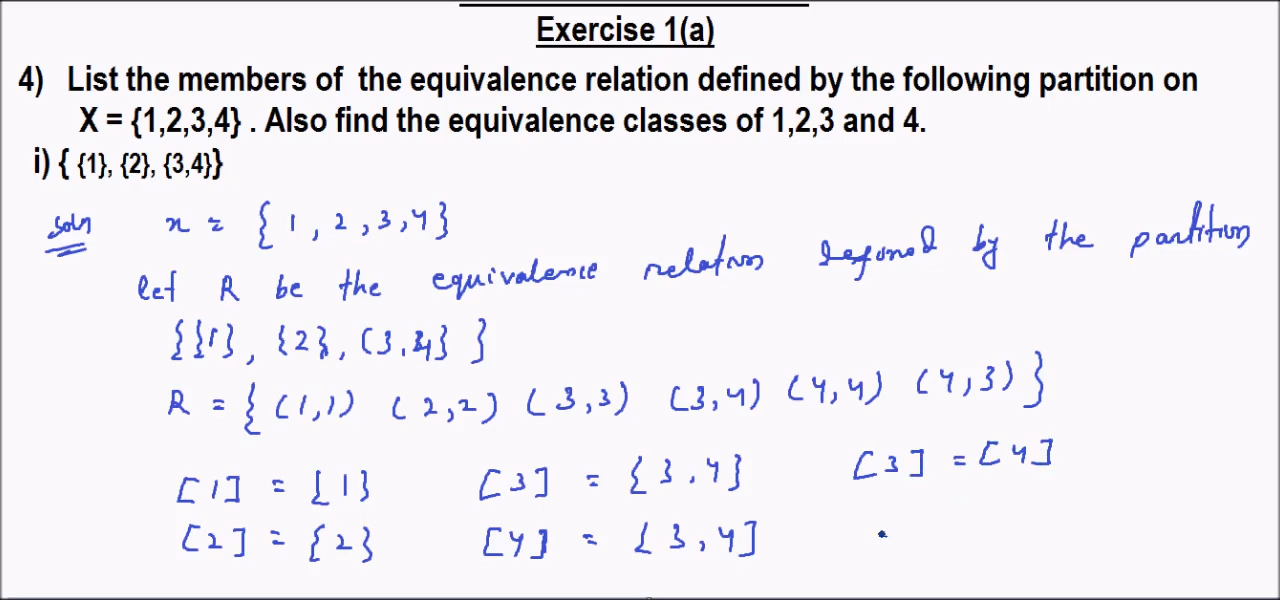 Exercise 1(a)
4) List the members of the equivalence relation defined by the following partition on
X = {1,2,3,4} . Also find the equivalence classes of 1,2,3 and 4.
i) { {1}, {2}, {3,4}}
Soln x = { 1 , 2 , 3 , 4 }
let R be the equivalence relation defined by the partition
{{1}, {2}, {3,4} }
R = { (1,1) (2,2) (3,3) (3,4) (4,4) (4,3) }
[1] = {1} [3] = {3,4} [3] = [4]
[2] = {2} [4] = {3,4]